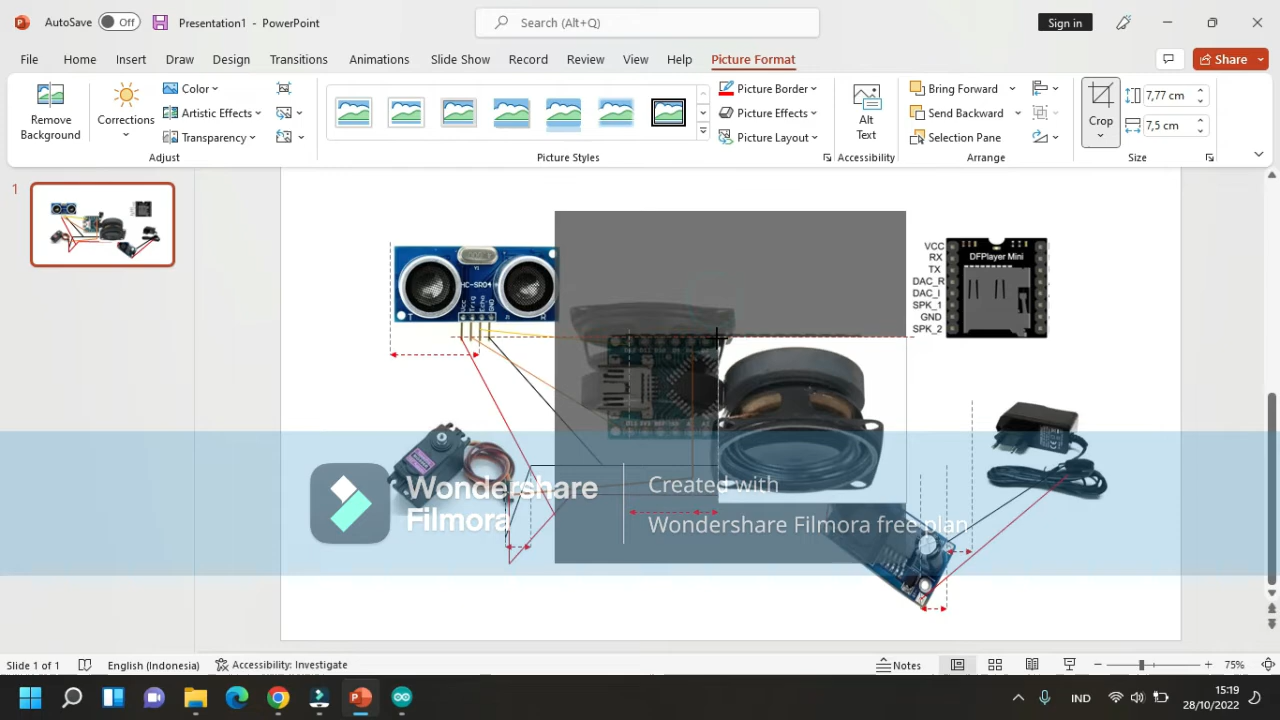 AutoSave Off Presentation1 - PowerPoint Search (Alt+Q) Sign in
File Home Insert Draw Design Slide Show Transitions Animations Record Review View Help Picture Format Share
Remove Background
Corrections
Color
Artistic Effects
Transparency
Adjust
Picture Styles
Picture Border
Picture Effects
Picture Layout
Alt Text
Accessibility
Bring Forward
Send Backward
Selection Pane
Arrange
Crop
7,77 cm
7,5 cm
Size
1
HC-SR04
Vcc
Trig
Echo
GND
T
R
VCC
RX
TX
DAC_R
DAC_I
SPK_1
GND
SPK_2
DFPlayer Mini
Wondershare
Filmora
Created with
Wondershare Filmora free plan
Slide 1 of 1 English (Indonesia) Accessibility: Investigate Notes 75%
IND 15:19
28/10/2022